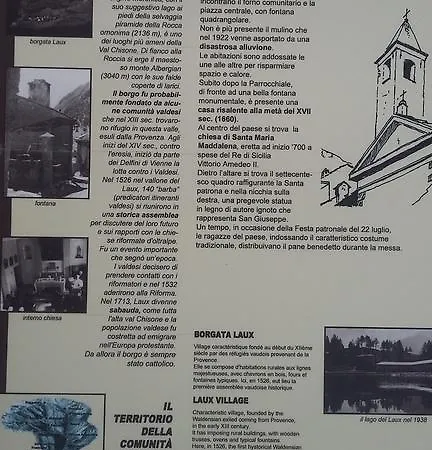 suggestivo lago ai
piedi della selvaggia
piramide della Rocca
omonima (2136 m), è uno
dei luoghi più ameni della
Val Chisone. Di fianco alla
Roccia si erge il maesto-
so monte Albergian
(3040 m) con le sue falde
coperte di larici.
Il borgo fu probabil-
mente fondato da alcu-
ne comunità valdesi
che nel XIII sec. trovaro-
no rifugio in questa valle,
esuli dalla Provenza. Agli
inizi del XIV sec., contro
l'eresia, iniziò da parte
dei Delfini di Vienne la
lotta contro i Valdesi.
Nel 1526 nel vallone del
Laux, 140 "barba"
(predicatori itineranti
valdesi) si riunirono in
una storica assemblea
per discutere del loro futuro
e sui rapporti con le chie-
se riformate d'oltralpe.
Fu un evento importante
che segnò un'epoca.
I valdesi decisero di
prendere contatti con i
riformatori e nel 1532
aderirono alla Riforma.
Nel 1713, Laux divenne
sabauda, come tutta
l'alta val Chisone e la
popolazione valdese fu
costretta ad emigrare
nell'Europa protestante.
Da allora il borgo è sempre
stato cattolico.
borgata Laux
fontana
interno chiesa
incontrano il forno comunitario e la
piazza centrale, con fontana
quadrangolare.
Non è più presente il mulino che
nel 1922 venne asportato da una
disastrosa alluvione.
Le abitazioni sono addossate le
une alle altre per risparmiare
spazio e calore.
Subito dopo la Parrocchiale,
di fronte ad una bella fontana
monumentale, è presente una
casa risalente alla metà del XVII
sec. (1660).
Al centro del paese si trova la
chiesa di Santa Maria
Maddalena, eretta ad inizio '700 a
spese del Re di Sicilia
Vittorio Amedeo II.
Dietro l'altare si trova il settecente-
sco quadro raffigurante la Santa
patrona e nella nicchia sulla
destra, una pregevole statua
in legno di autore ignoto che
rappresenta San Giuseppe.
Un tempo, in occasione della Festa patronale del 22 luglio,
le ragazze del paese, indossando il caratteristico costume
tradizionale, distribuivano il pane benedetto durante la messa.
BORGATA LAUX
Village caractéristique fondé au début du XIIIème
siècle par des réfugiés vaudois provenant de la
Provence.
Elle se compose d'habitations rurales aux lignes
majestueuses, avec chevrons en bois, fours et
fontaines typiques. Ici, en 1526, eut lieu la
première assemblée vaudoise historique.
LAUX VILLAGE
Characteristic village, founded by the
Waldensian exiled coming from Provence,
in the early XIII century.
It has imposing rural buildings, with wooden
trusses, ovens and typical fountains.
Here, in 1526, the first historical Waldensian
il lago del Laux nel 1938
IL
TERRITORIO
DELLA
COMUNITÀ